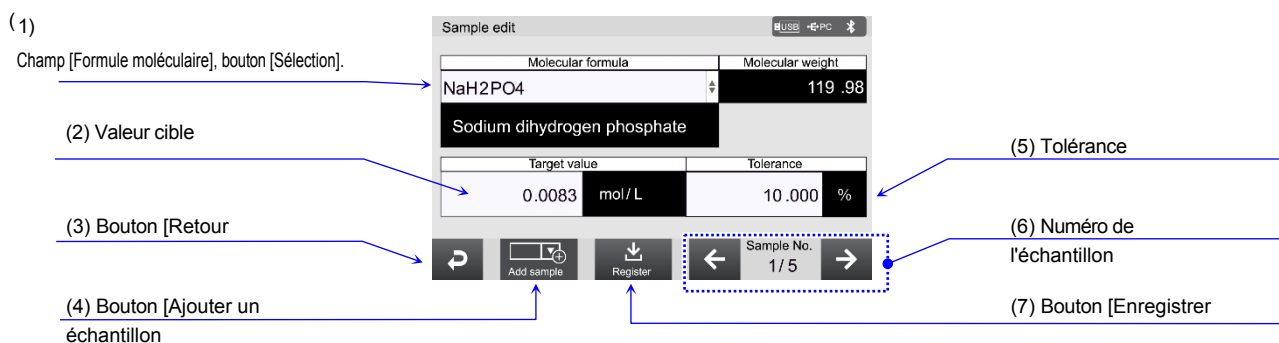 (1)
Champ [Formule moléculaire], bouton [Sélection].
(2) Valeur cible
(3) Bouton [Retour
(4) Bouton [Ajouter un
échantillon
Sample edit
USB PC
Molecular formula
Molecular weight
NaH2PO4
119 .98
Sodium dihydrogen phosphate
Target value
Tolerance
0.0083
mol/ L
10 .000
%
Add sample
Register
Sample No.
1/ 5
(5) Tolérance
(6) Numéro de
l'échantillon
(7) Bouton [Enregistrer